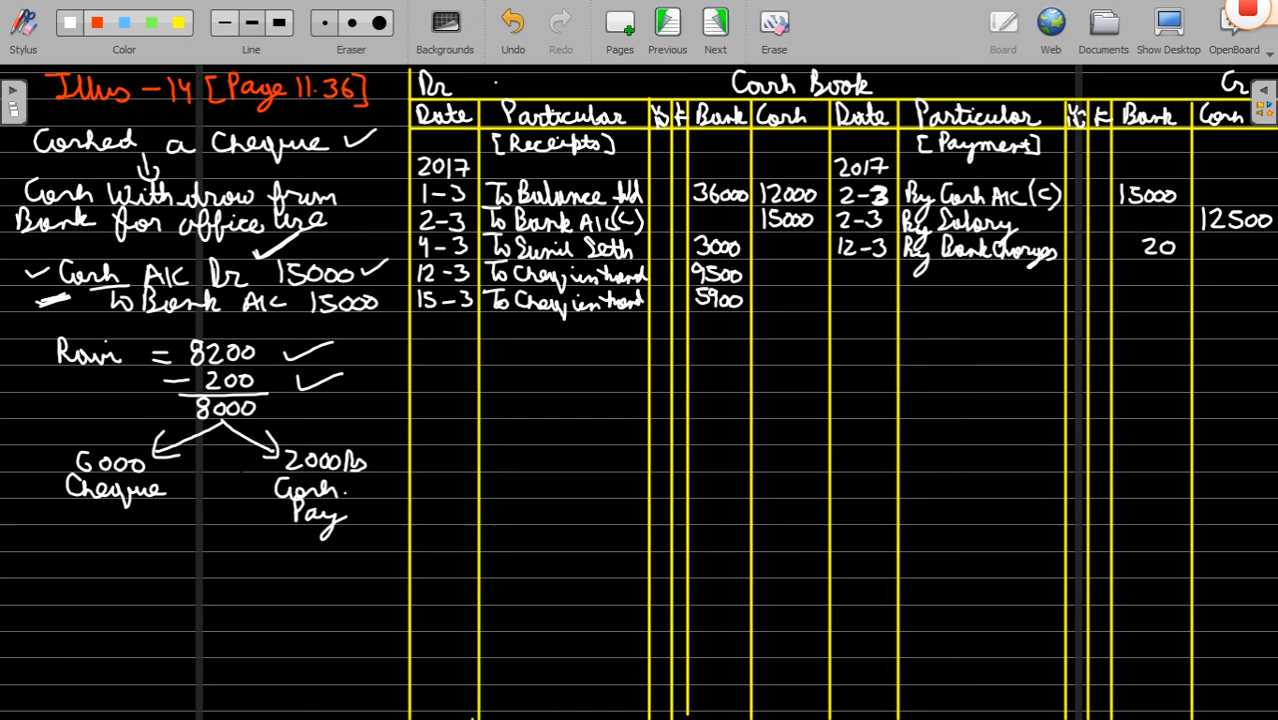 Stylus
Color
Line
Eraser
Backgrounds
Undo
Redo
Pages
Previous
Next
Erase
Board
Web
Documents
Show Desktop
OpenBoard
Illus - 14 [Page 11.36]
Cashed a Cheque ✓
Cash Withdrow from
Bank for office use
✓ Cash A/C Dr 15000 ✓
To Bank A/C 15000
Ravi = 8200 ✓
- 200 ✓
8000
6000 2000 Rs
Cheque Cash.
Pay
Dr Cash Book Cr
Date Particular Bank Cash Date Particular Bank Cash
[Receipts] [Payment]
2017 2017
1-3 To Balance b/d 36000 12000 2-3 By Cash A/C (C) 15000
2-3 To Bank A/C (C) 15000 2-3 By Salary 12500
4-3 To Sunil Seth 3000 12-3 By Bank Charges 20
12-3 To Cheq in hand 9500
15-3 To Cheq in hand 5900